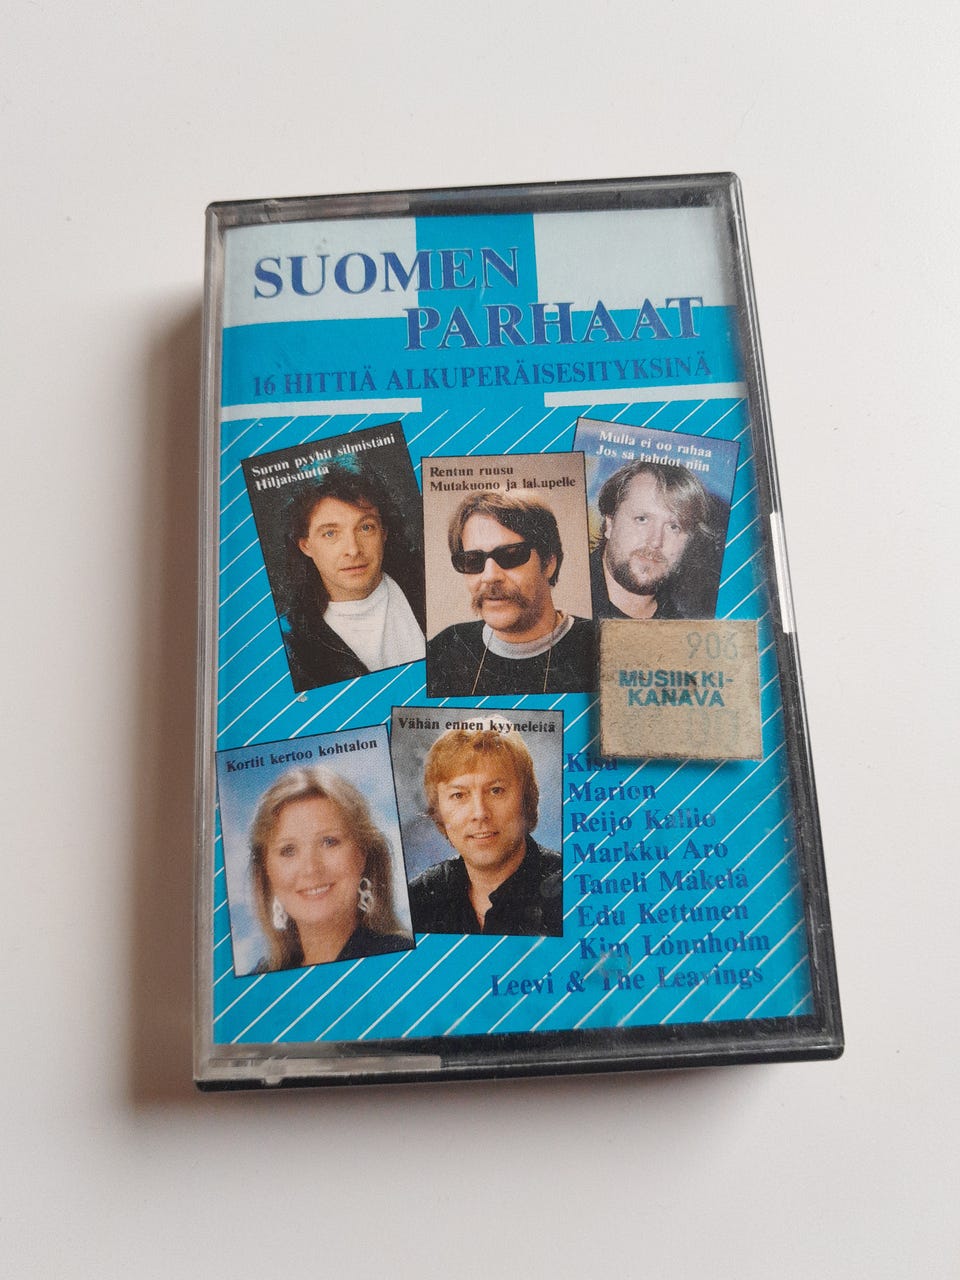 SUOMEN
PARHAAT
16 HITTIÄ ALKUPERÄISESITYKSINÄ
Surun pyyhit silmistäni
Hiljaisuutta
Rentun ruusu
Mutakuono ja lakupelle
Mulla ei oo rahaa
Jos sä tahdot niin
906
MUSIIKKI-
KANAVA
Kortit kertoo kohtalon
Vähän ennen kyyneleitä
Kisu
Marion
Reijo Kallio
Markku Aro
Taneli Mäkelä
Edu Kettunen
Kim Lönnholm
Leevi & The Leavings